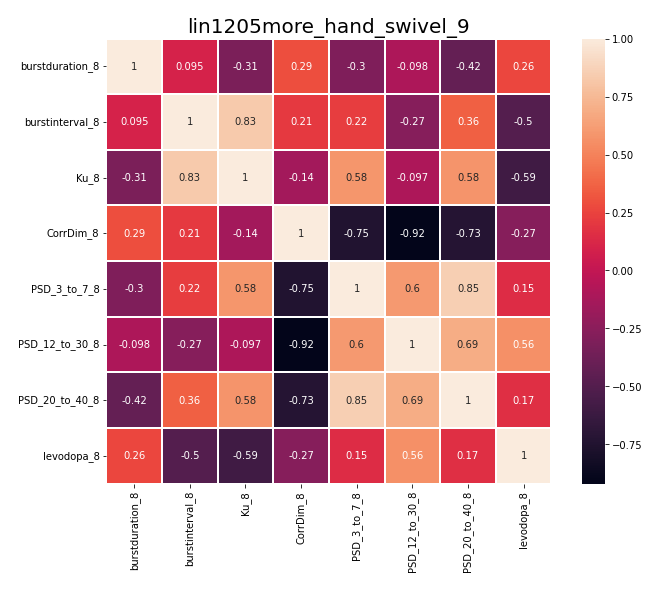 lin1205more_hand_swivel_9
burstduration_8 1 0.095 -0.31 0.29 -0.3 -0.098 -0.42 0.26
burstinterval_8 0.095 1 0.83 0.21 0.22 -0.27 0.36 -0.5
Ku_8 -0.31 0.83 1 -0.14 0.58 -0.097 0.58 -0.59
CorrDim_8 0.29 0.21 -0.14 1 -0.75 -0.92 -0.73 -0.27
PSD_3_to_7_8 -0.3 0.22 0.58 -0.75 1 0.6 0.85 0.15
PSD_12_to_30_8 -0.098 -0.27 -0.097 -0.92 0.6 1 0.69 0.56
PSD_20_to_40_8 -0.42 0.36 0.58 -0.73 0.85 0.69 1 0.17
levodopa_8 0.26 -0.5 -0.59 -0.27 0.15 0.56 0.17 1
burstduration_8
burstinterval_8
Ku_8
CorrDim_8
PSD_3_to_7_8
PSD_12_to_30_8
PSD_20_to_40_8
levodopa_8
1.00
0.75
0.50
0.25
0.00
-0.25
-0.50
-0.75